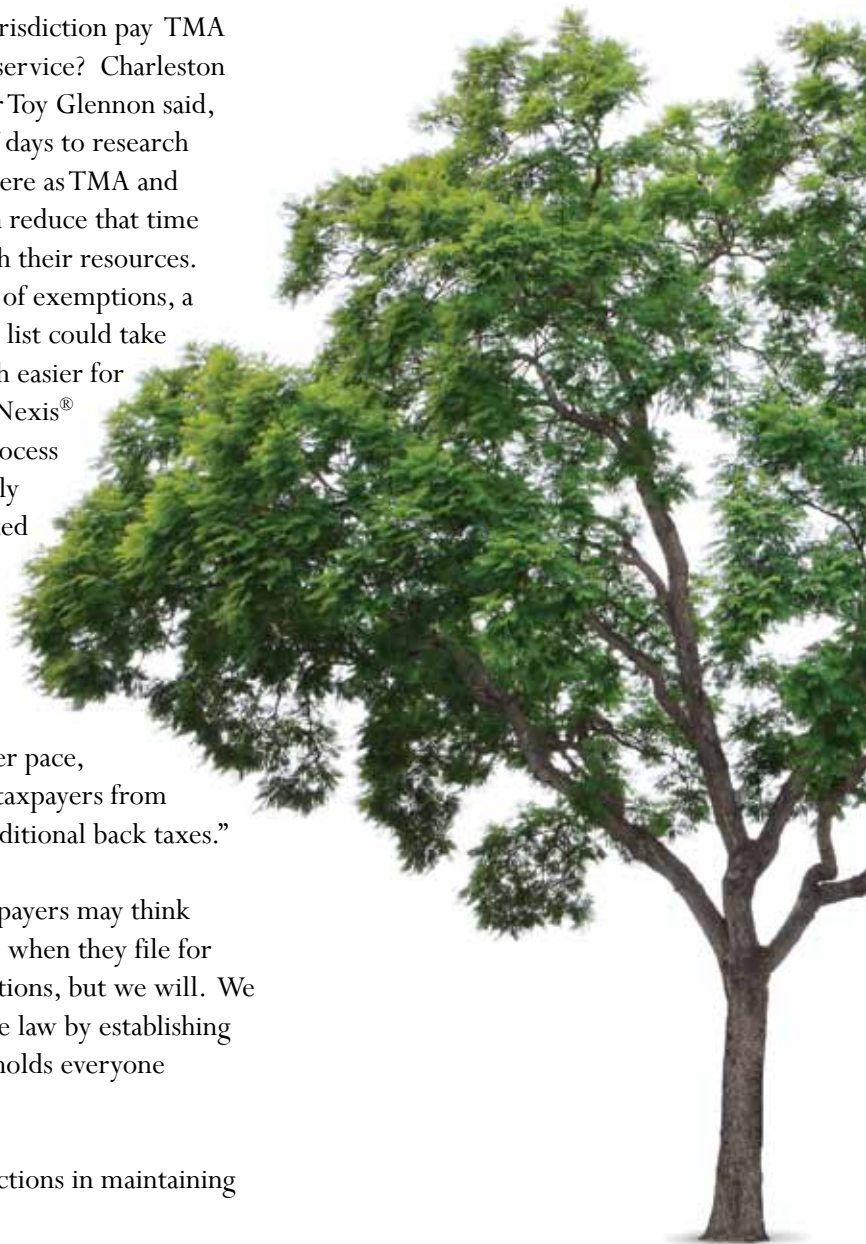 risdiction pay TMA
service? Charleston
Toy Glennon said,
days to research
ere as TMA and
reduce that time
h their resources.
of exemptions, a
list could take
h easier for
Nexis®
ocess
ly
ed
er pace,
taxpayers from
ditional back taxes.”
payers may think
when they file for
tions, but we will. We
e law by establishing
holds everyone
ctions in maintaining